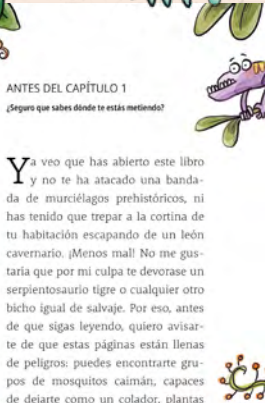 ANTES DEL CAPÍTULO 1
¿Seguro que sabes dónde te estás metiendo?
Ya veo que has abierto este libro
y no te ha atacado una banda-
da de murciélagos prehistóricos, ni
has tenido que trepar a la cortina de
tu habitación escapando de un león
cavernario. ¡Menos mal! No me gus-
taría que por mi culpa te devorase un
serpientosaurio tigre o cualquier otro
bicho igual de salvaje. Por eso, antes
de que sigas leyendo, quiero avisar-
te de que estas páginas están llenas
de peligros: puedes encontrarte gru-
pos de mosquitos caimán, capaces
de dejarte como un colador, plantas